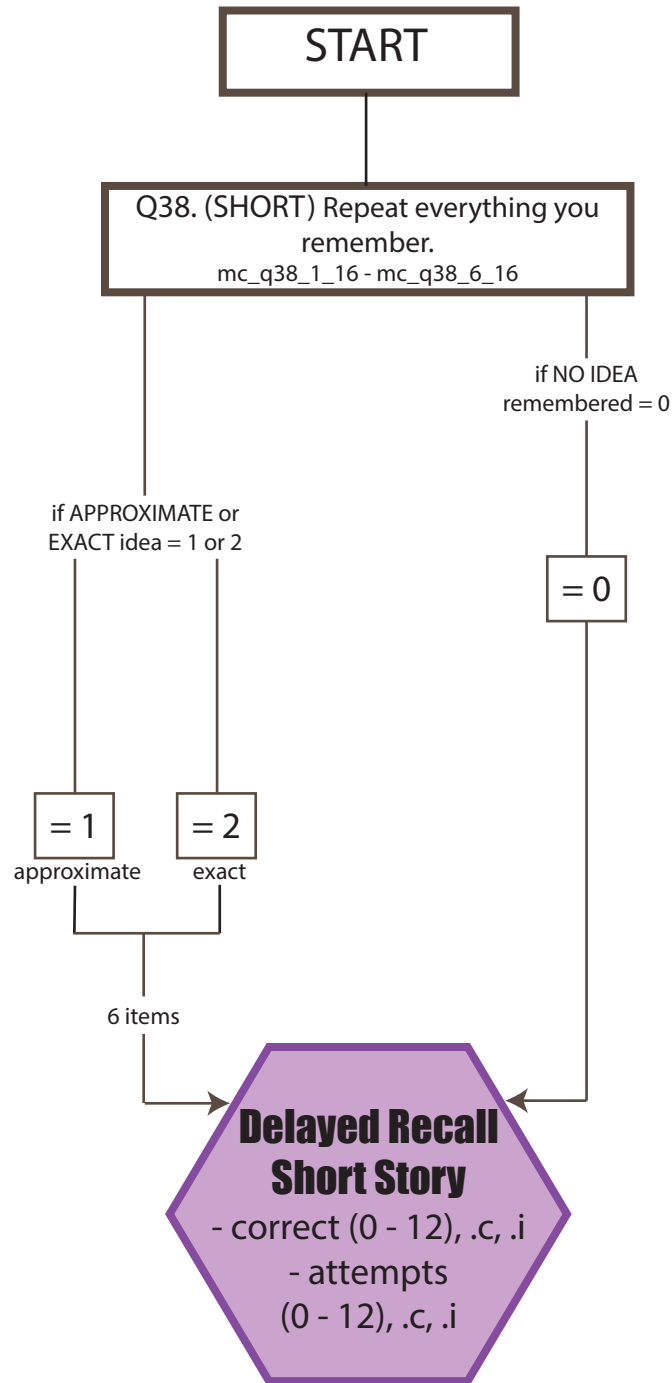 START
Q38. (SHORT) Repeat everything you
remember.
mc_q38_1_16 - mc_q38_6_16
if NO IDEA
remembered = 0
if APPROXIMATE or
EXACT idea = 1 or 2
= 0
= 1
= 2
approximate
exact
6 items
Delayed Recall
Short Story
- correct (0 - 12), .c, .i
- attempts
(0 - 12), .c, .i